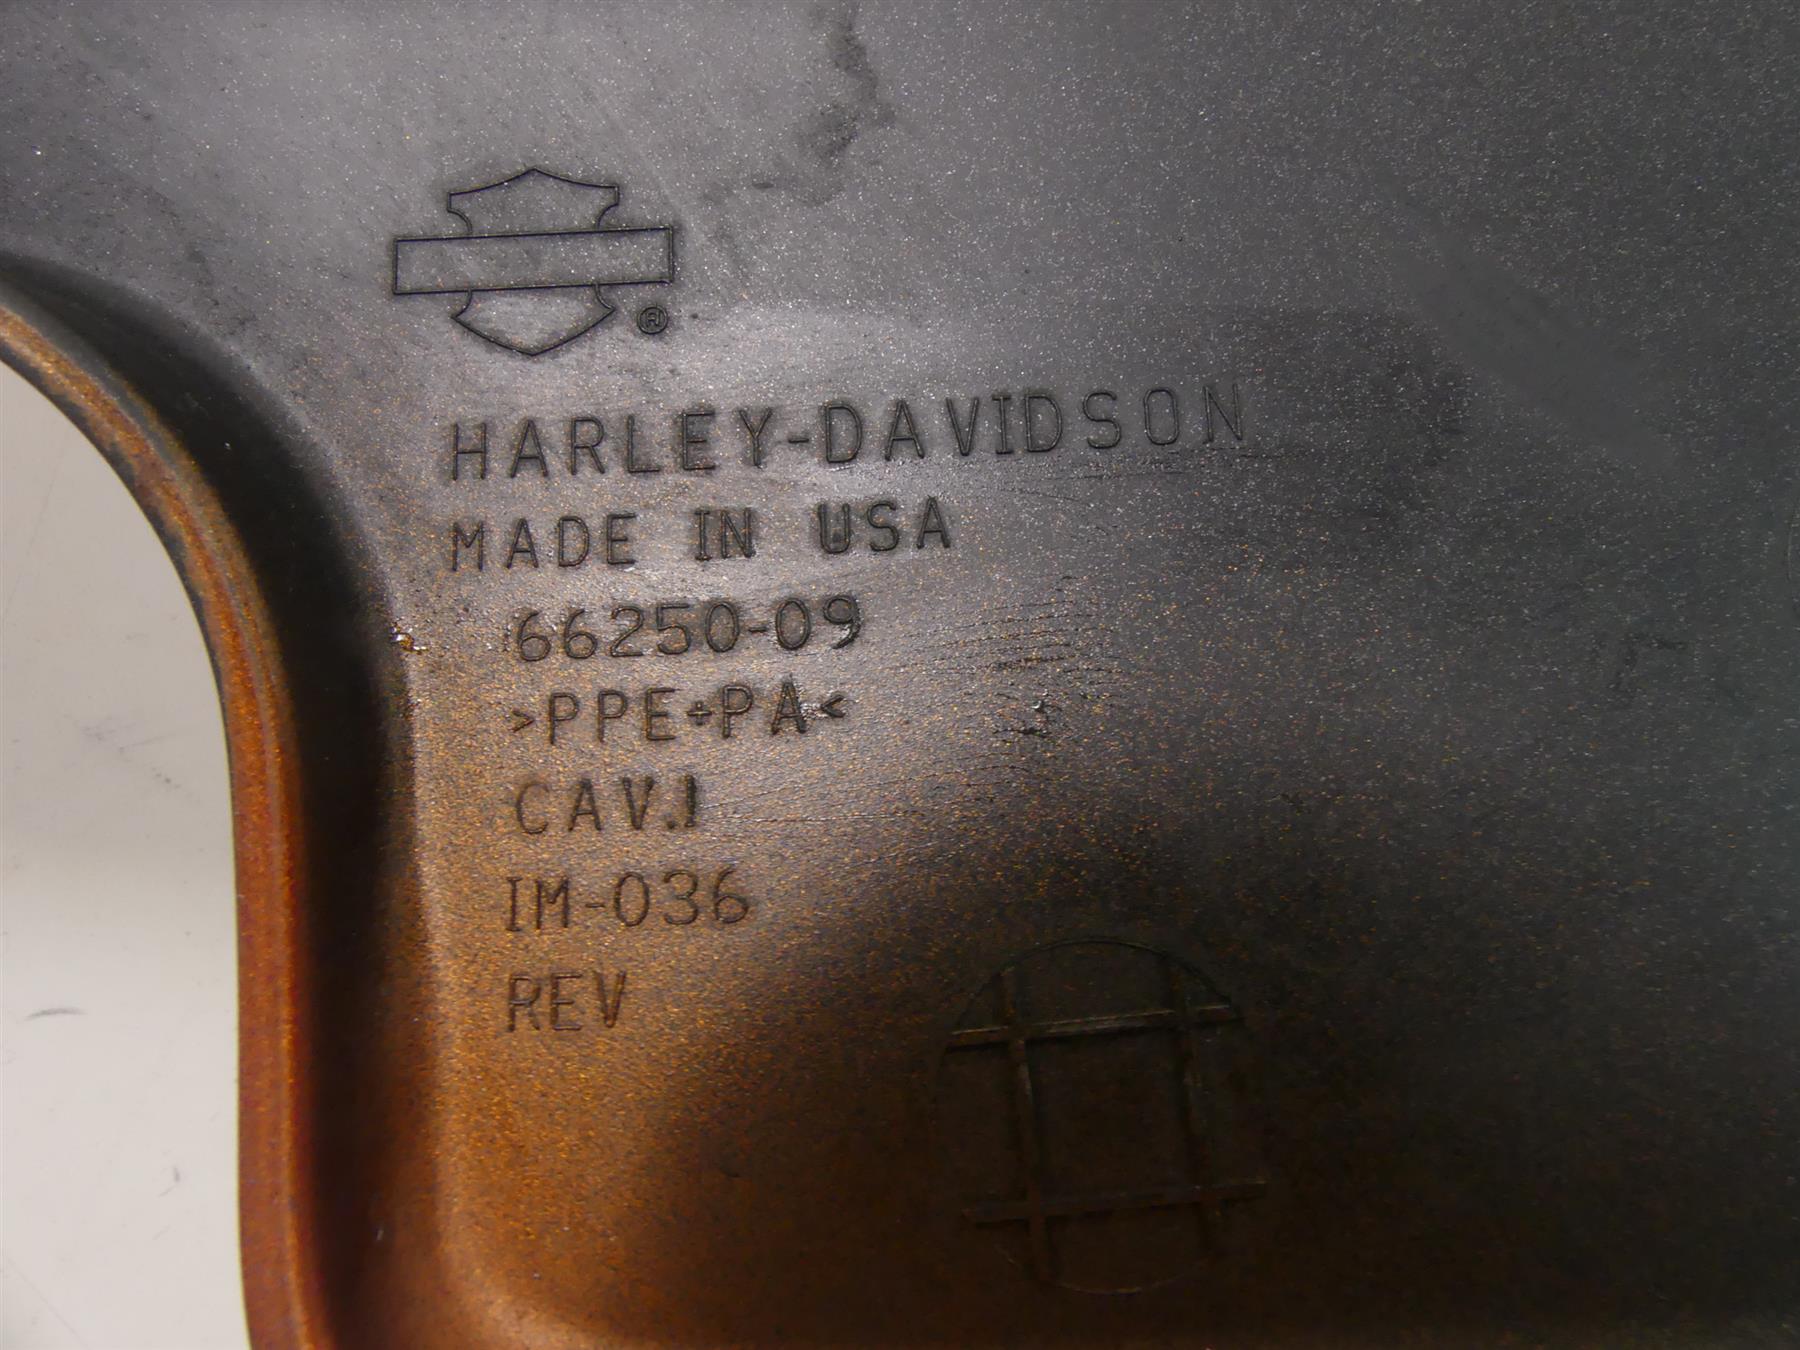 ®
HARLEY-DAVIDSON
MADE IN USA
66250-09
>PPE+PA<
CAV.1
IM-036
REV